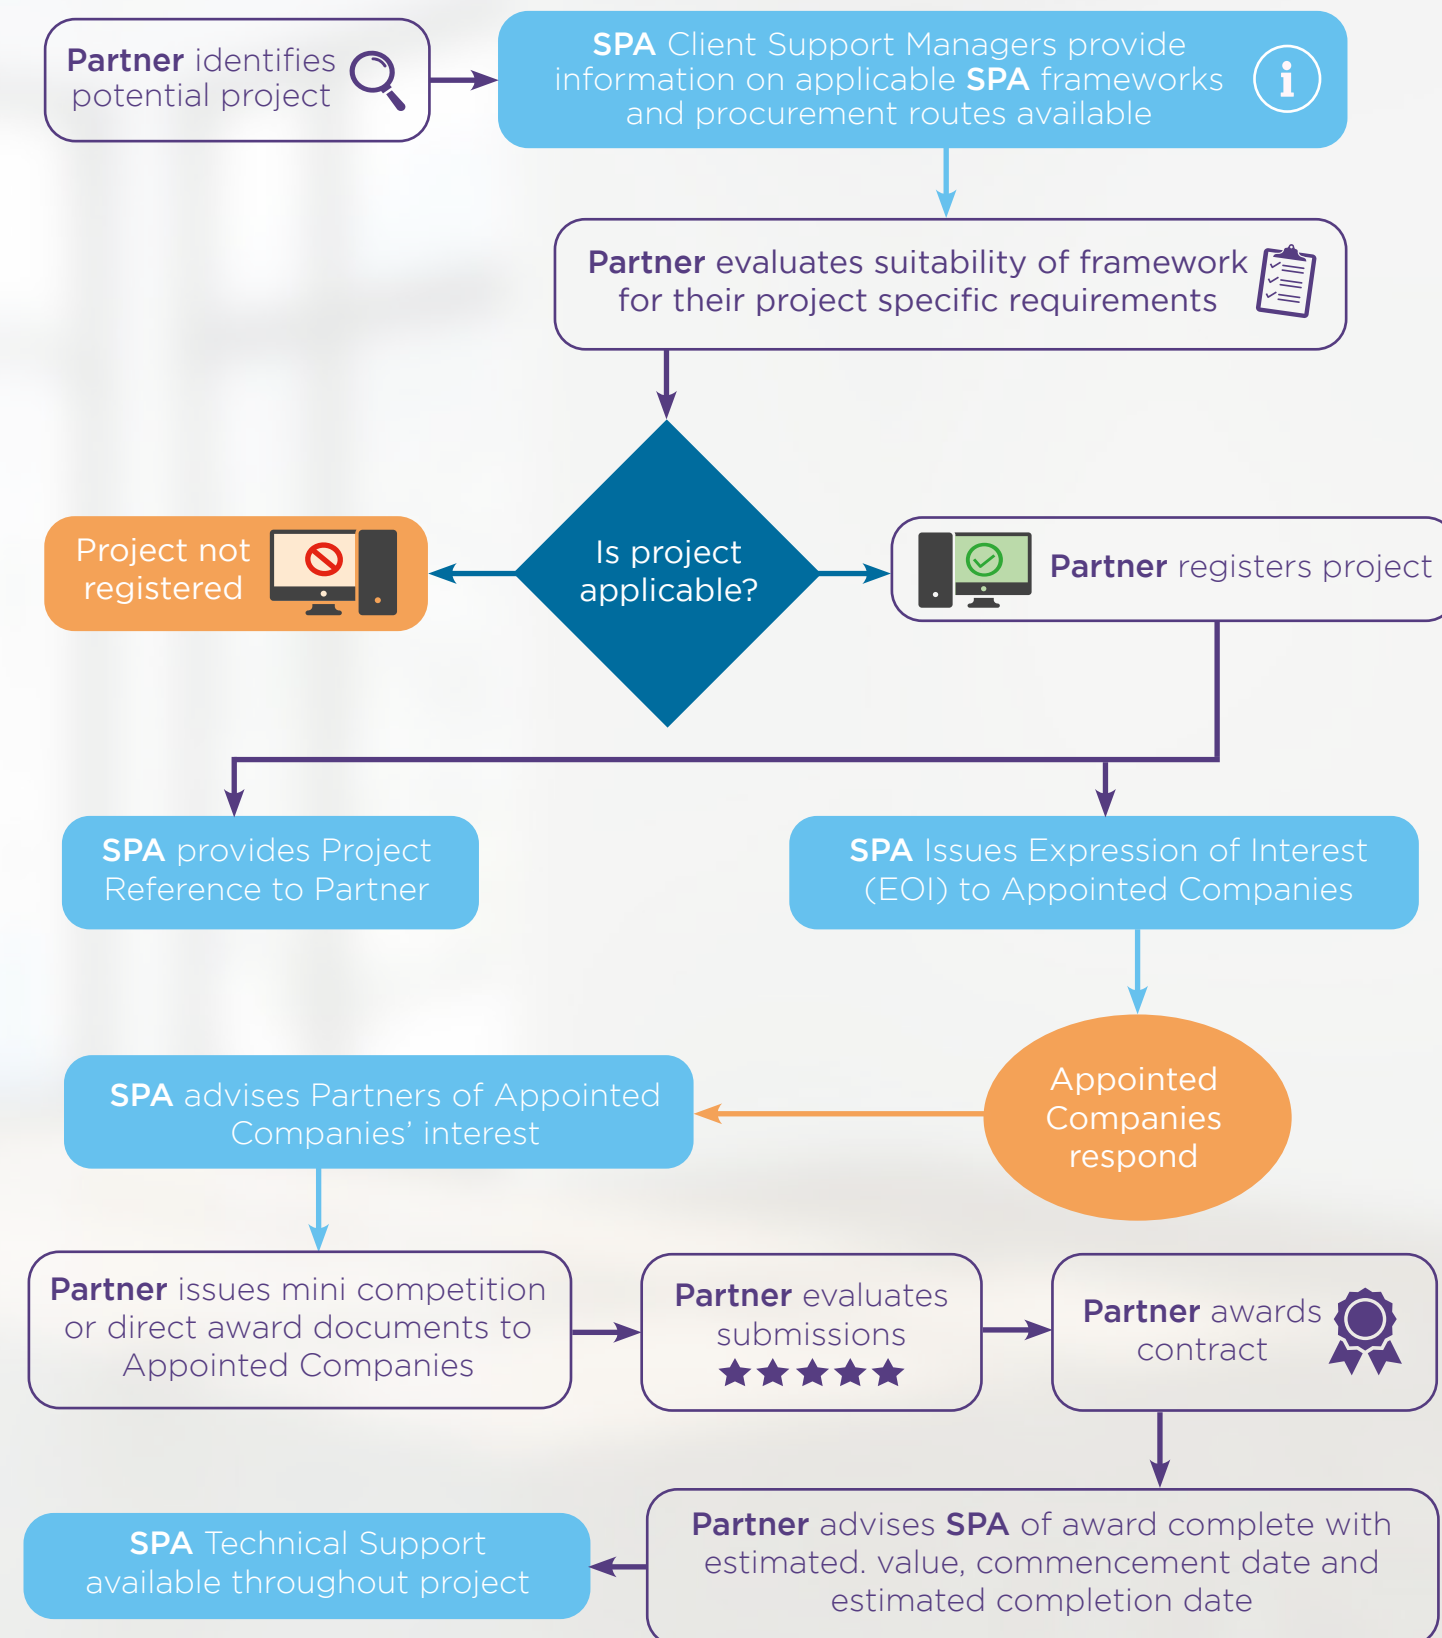 Partner identifies
potential project
SPA Client Support Managers provide
information on applicable SPA frameworks
and procurement routes available
i
Partner evaluates suitability of framework
for their project specific requirements
Project not
registered
Is project
applicable?
Partner registers project
SPA provides Project
Reference to Partner
SPA Issues Expression of Interest
(EOI) to Appointed Companies
Appointed
Companies
respond
SPA advises Partners of Appointed
Companies’ interest
Partner issues mini competition
or direct award documents to
Appointed Companies
Partner evaluates
submissions
Partner awards
contract
Partner advises SPA of award complete with
estimated. value, commencement date and
estimated completion date
SPA Technical Support
available throughout project